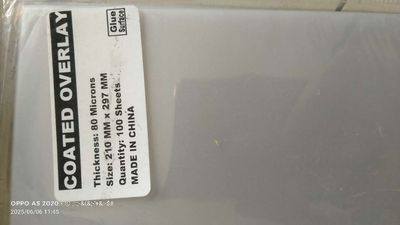 COATED OVERLAY
Glue
Surface
Thickness: 80 Microns
Size: 210 MM x 297 MM
Quantity: 100 Sheets
MADE IN CHINA
OPPO A5 2020
2025/06/06 11:45